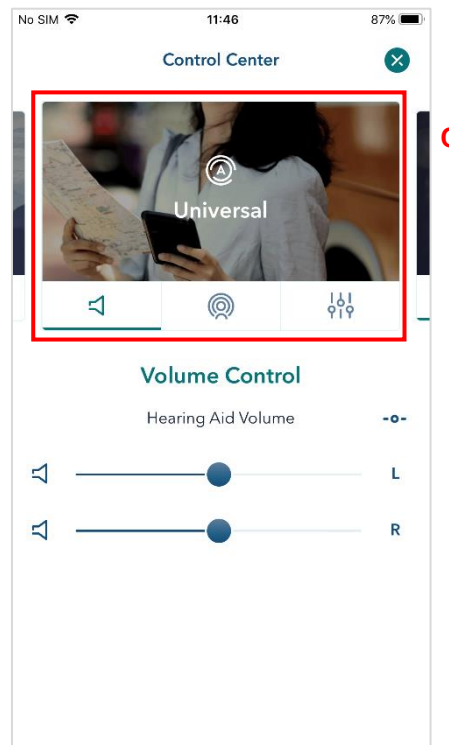 No SIM 11:46 87%
Control Center
A
Universal
Volume Control
Hearing Aid Volume
L
R